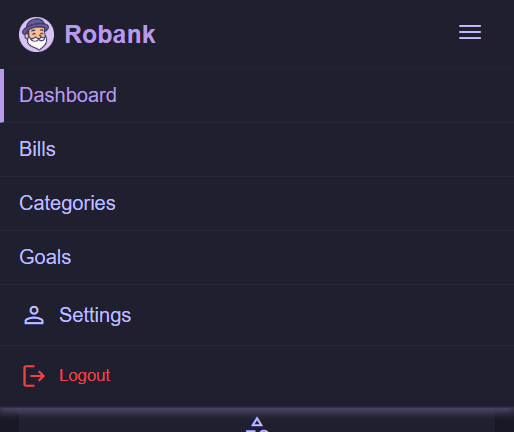 Robank
Dashboard
Bills
Categories
Goals
Settings
Logout